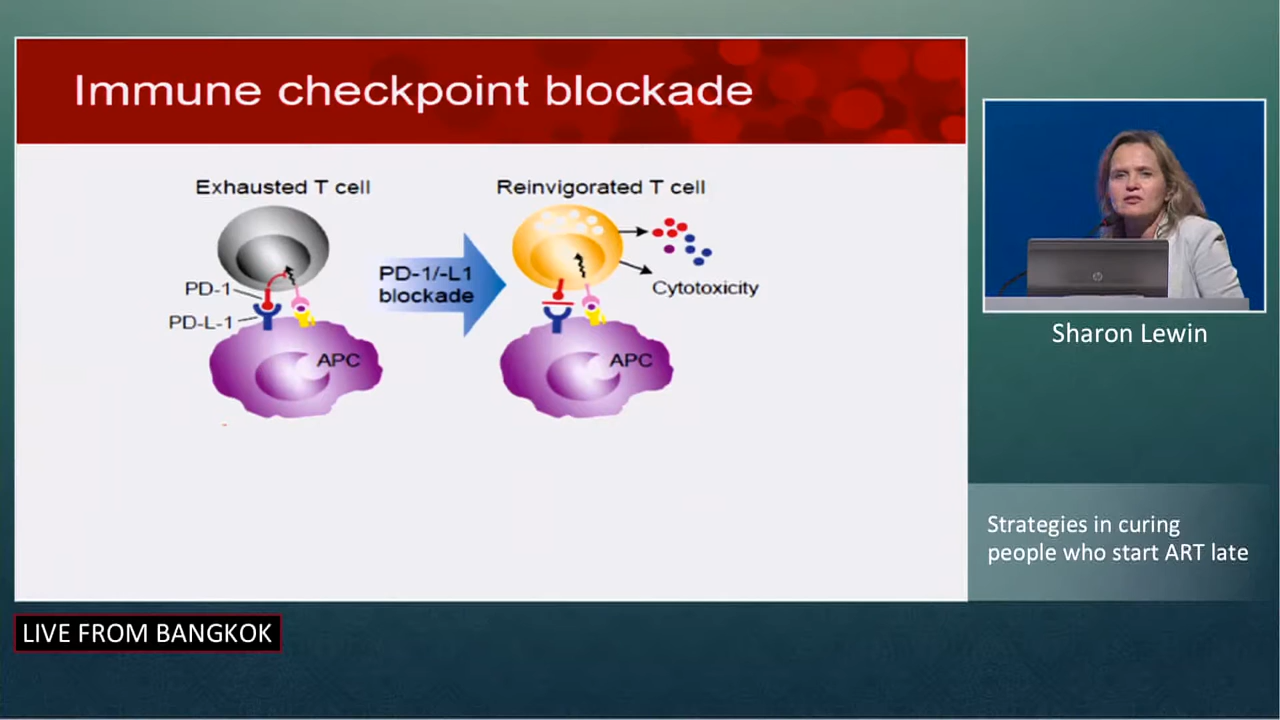 Immune checkpoint blockade
Exhausted T cell
Reinvigorated T cell
PD-1/-L1
blockade
PD-1
PD-L-1
Cytotoxicity
APC
APC
Sharon Lewin
Strategies in curing
people who start ART late
LIVE FROM BANGKOK